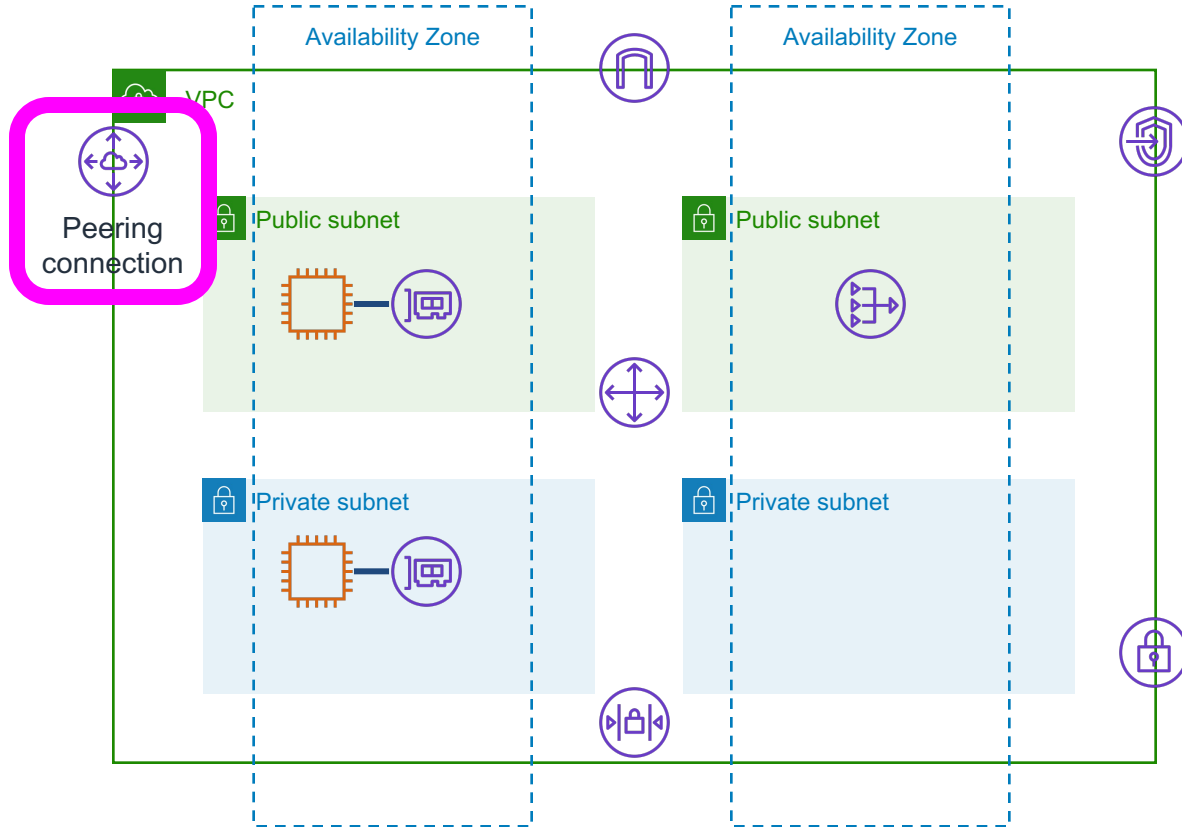 Availability Zone
Availability Zone
VPC
Peering
connection
Public subnet
Public subnet
Private subnet
Private subnet